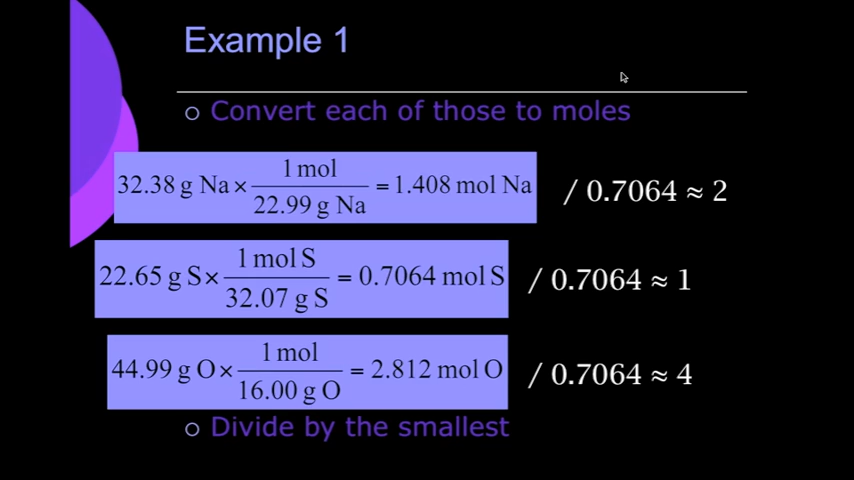 Example 1
○ Convert each of those to moles
32.38 g Na × 1 mol / 22.99 g Na = 1.408 mol Na / 0.7064 ≈ 2
22.65 g S × 1 mol S / 32.07 g S = 0.7064 mol S / 0.7064 ≈ 1
44.99 g O × 1 mol / 16.00 g O = 2.812 mol O / 0.7064 ≈ 4
○ Divide by the smallest